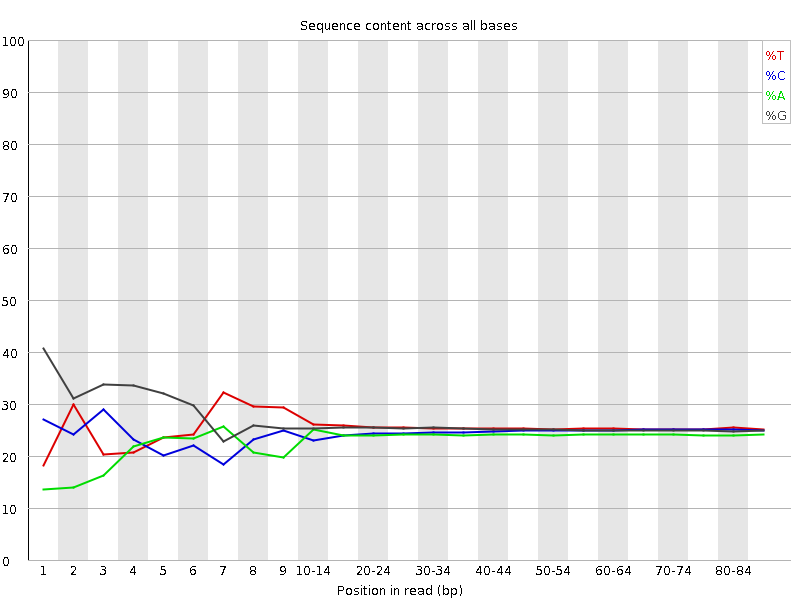 Sequence content across all bases
100
90
80
70
60
50
40
30
20
10
0
%T
%C
%A
%G
1 2 3 4 5 6 7 8 9 10-14 20-24 30-34 40-44 50-54 60-64 70-74 80-84
Position in read (bp)